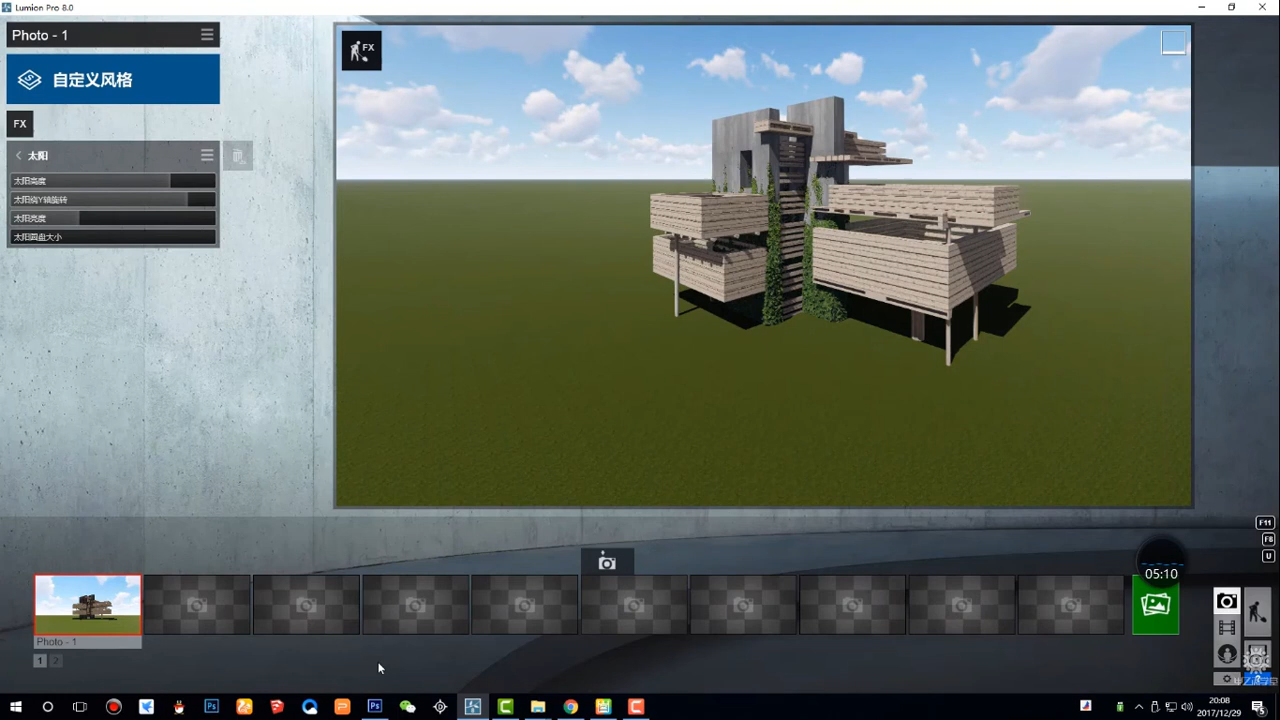 Lumion Pro 8.0
Photo - 1
自定义风格
FX
FX
太阳
太阳高度
太阳绕Y轴旋转
太阳亮度
太阳圆盘大小
F11
F8
U
05:10
Photo - 1
1
2
20:08
2017/12/29